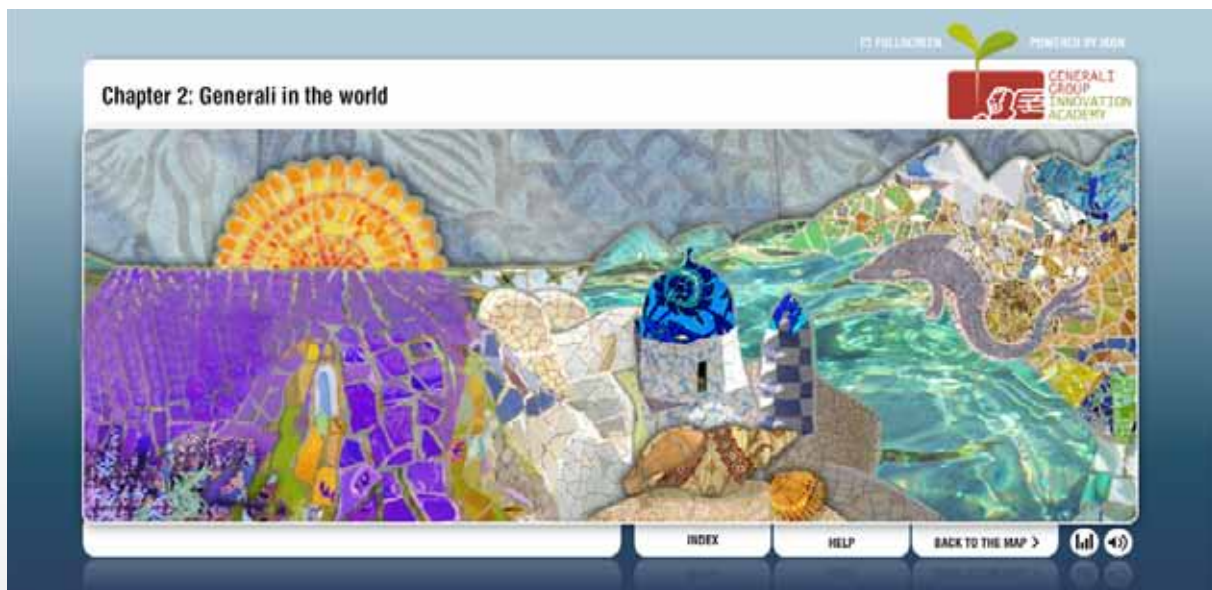 FULLSCREEN
POWERED BY
Chapter 2: Generali in the world
GENERALI
GROUP
INNOVATION
ACADEMY
INDEX
HELP
BACK TO THE MAP >